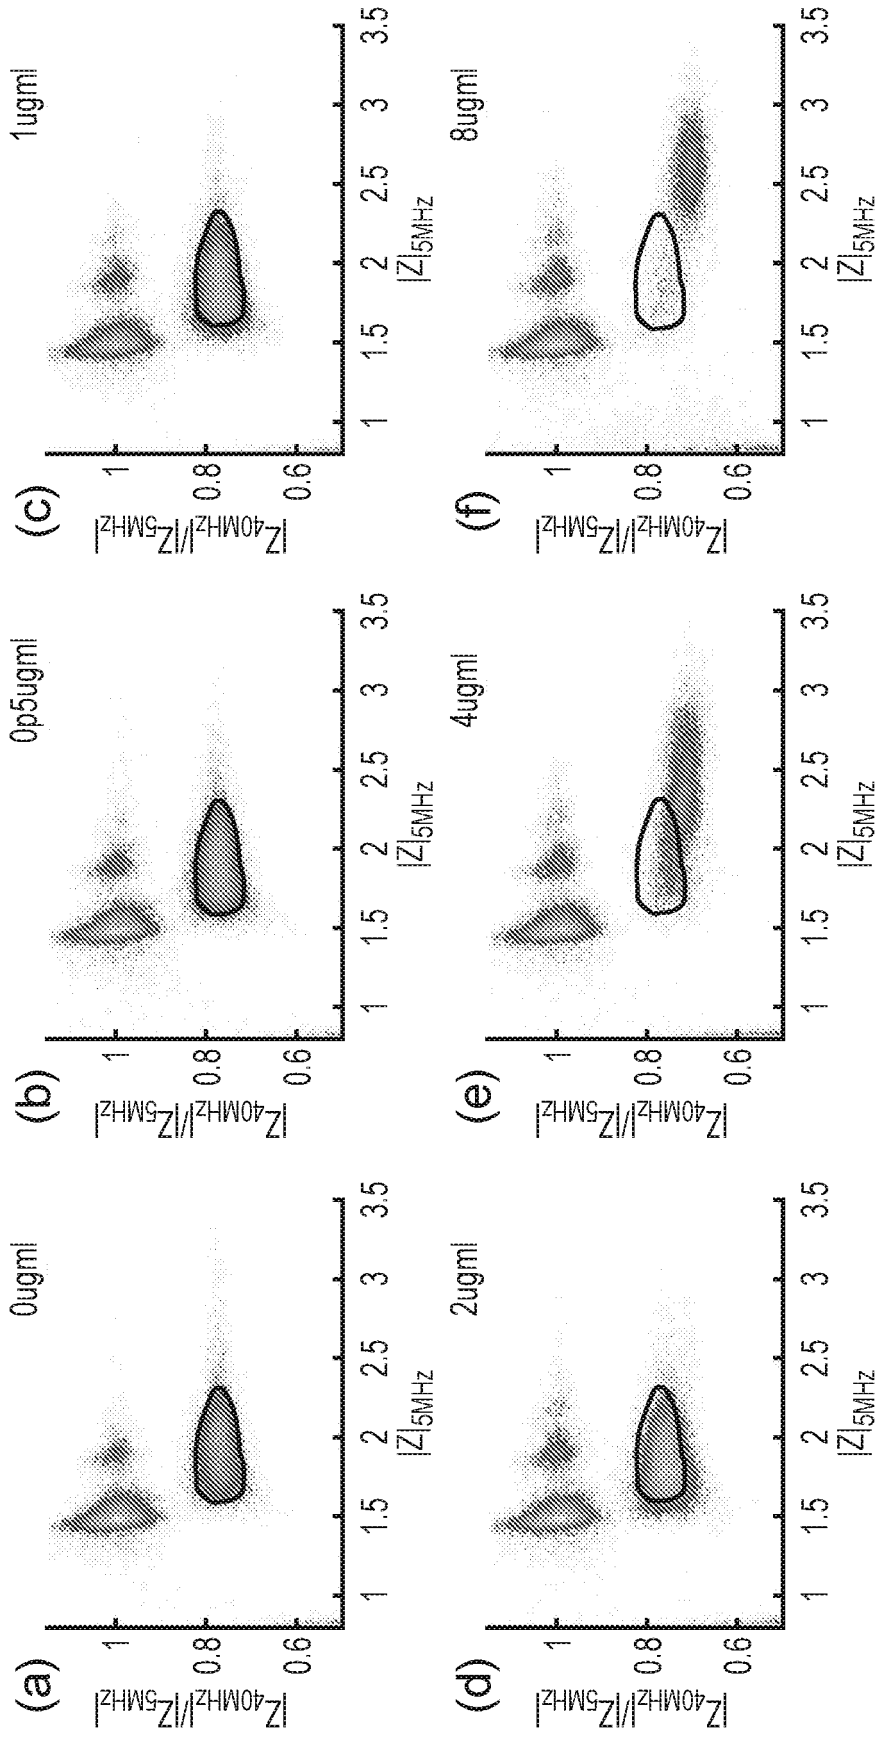 (a)
0ugml
|Z40MHz|/|Z5MHz|
1
0.8
0.6
1 1.5 2 2.5 3 3.5
|Z|5MHz
(b)
0p5ugml
|Z40MHz|/|Z5MHz|
1
0.8
0.6
1 1.5 2 2.5 3 3.5
|Z|5MHz
(c)
1ugml
|Z40MHz|/|Z5MHz|
1
0.8
0.6
1 1.5 2 2.5 3 3.5
|Z|5MHz
(d)
2ugml
|Z40MHz|/|Z5MHz|
1
0.8
0.6
1 1.5 2 2.5 3 3.5
|Z|5MHz
(e)
4ugml
|Z40MHz|/|Z5MHz|
1
0.8
0.6
1 1.5 2 2.5 3 3.5
|Z|5MHz
(f)
8ugml
|Z40MHz|/|Z5MHz|
1
0.8
0.6
1 1.5 2 2.5 3 3.5
|Z|5MHz